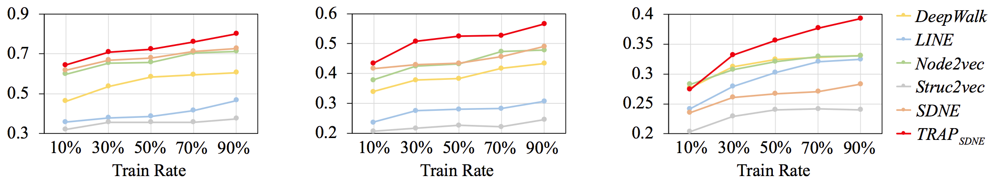 0.9
0.7
0.5
0.3
10% 30% 50% 70% 90%
Train Rate
0.6
0.5
0.4
0.3
0.2
10% 30% 50% 70% 90%
Train Rate
0.4
0.35
0.3
0.25
0.2
10% 30% 50% 70% 90%
Train Rate
DeepWalk
LINE
Node2vec
Struc2vec
SDNE
TRAP SDNE